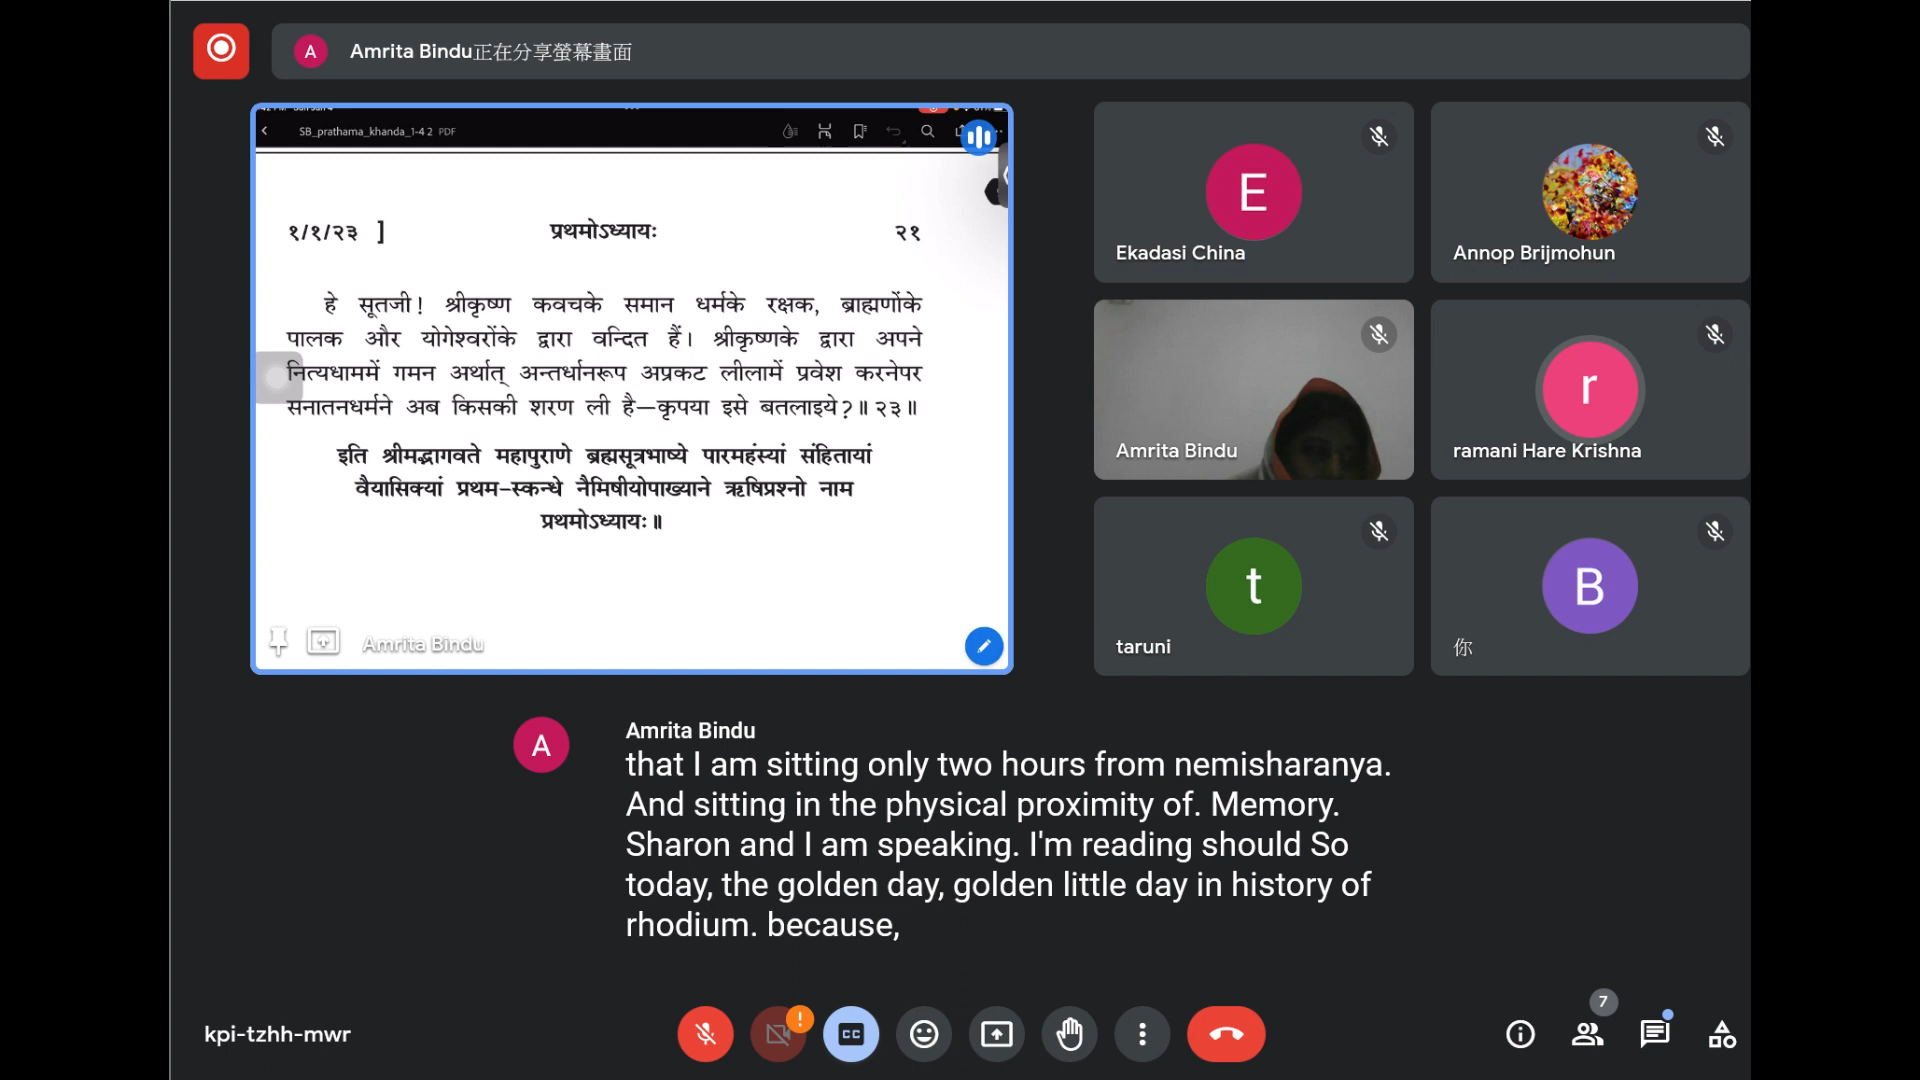 A Amrita Bindu正在分享螢幕畫面
SB_prathama_khanda_1-4 2 PDF
१/१/२३ ] प्रथमोऽध्यायः २१
हे सूतजी! श्रीकृष्ण कवचके समान धर्मके रक्षक, ब्राह्मणोंके
पालक और योगेश्वरोंके द्वारा वन्दित हैं। श्रीकृष्णके द्वारा अपने
नित्यधाममें गमन अर्थात् अन्तर्धानरूप अप्रकट लीलामें प्रवेश करनेपर
सनातनधर्मने अब किसकी शरण ली है—कृपया इसे बतलाइये?॥२३॥
इति श्रीमद्भागवते महापुराणे ब्रह्मसूत्रभाष्ये पारमहंस्यां संहितायां
वैयासिक्यां प्रथम-स्कन्धे नैमिषीयोपाख्याने ऋषिप्रश्नो नाम
प्रथमोऽध्यायः॥
Amrita Bindu
E
Ekadasi China
Annop Brijmohun
Amrita Bindu
r
ramani Hare Krishna
t
taruni
B
你
A
Amrita Bindu
that I am sitting only two hours from nemisharanya.
And sitting in the physical proximity of. Memory.
Sharon and I am speaking. I'm reading should So
today, the golden day, golden little day in history of
rhodium. because,
kpi-tzhh-mwr
!
CC
7